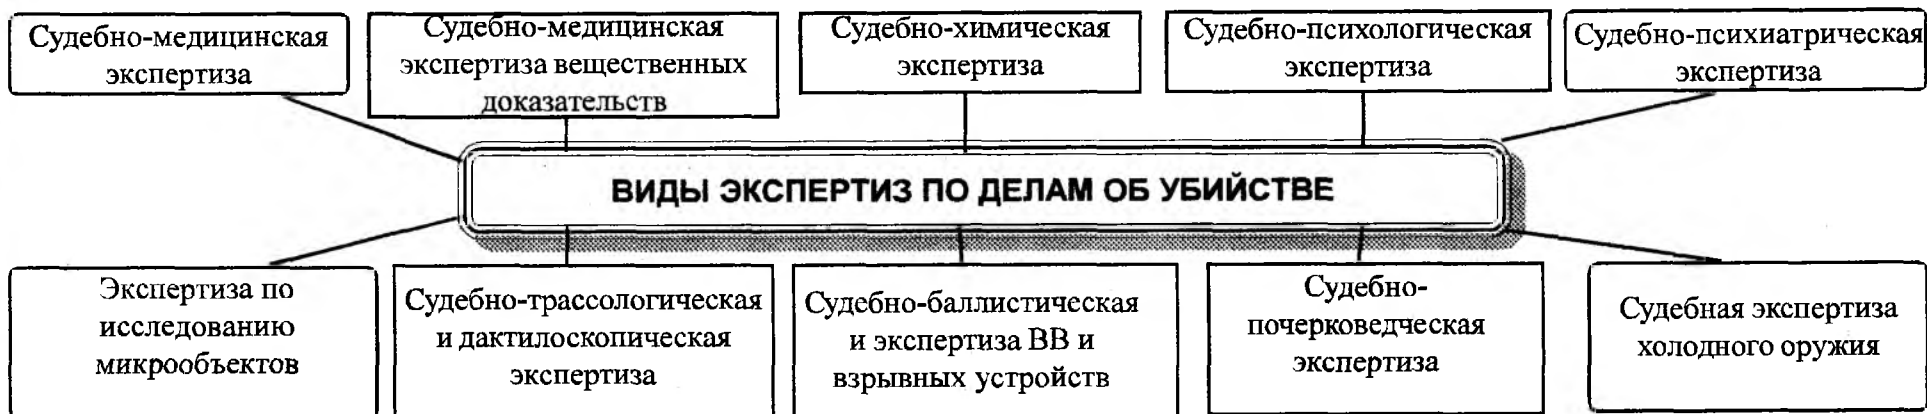 Судебно-медицинская
экспертиза
Судебно-медицинская
экспертиза вещественных
доказательств
Судебно-химическая
экспертиза
Судебно-психологическая
экспертиза
Судебно-психиатрическая
экспертиза
ВИДЫ ЭКСПЕРТИЗ ПО ДЕЛАМ ОБ УБИЙСТВЕ
Экспертиза по
исследованию
микрообъектов
Судебно-трассологическая
и дактилоскопическая
экспертиза
Судебно-баллистическая
и экспертиза ВВ и
взрывных устройств
Судебно-
почерковедческая
экспертиза
Судебная экспертиза
холодного оружия